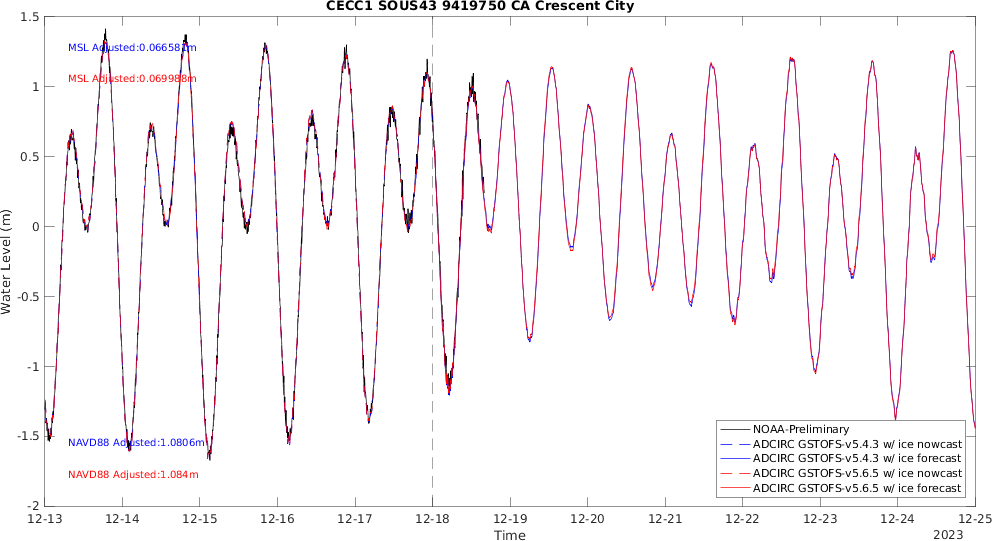 CECC1 SOUS43 9419750 CA Crescent City
1.5
1
0.5
0
-0.5
-1
-1.5
-2
Water Level (m)
MSL Adjusted:0.066581m
MSL Adjusted:0.069988m
NAVD88 Adjusted:1.0806m
NAVD88 Adjusted:1.084m
NOAA-Preliminary
ADCIRC GSTOFS-v5.4.3 w/ ice nowcast
ADCIRC GSTOFS-v5.4.3 w/ ice forecast
ADCIRC GSTOFS-v5.6.5 w/ ice nowcast
ADCIRC GSTOFS-v5.6.5 w/ ice forecast
12-13 12-14 12-15 12-16 12-17 12-18 12-19 12-20 12-21 12-22 12-23 12-24 12-25
Time
2023